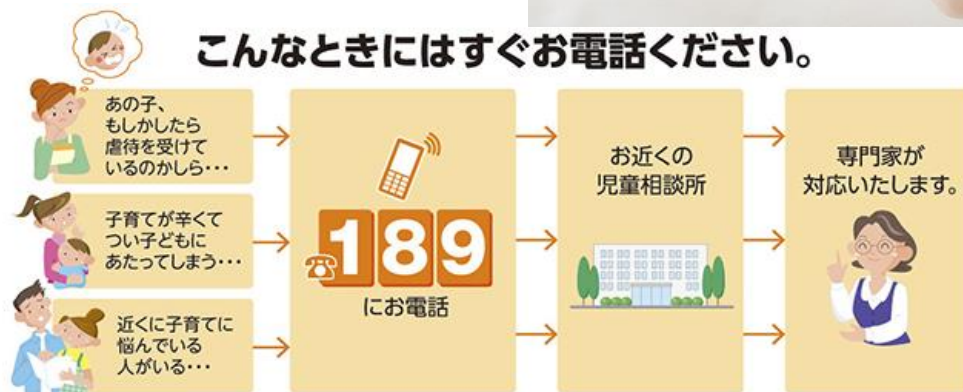 こんなときにはすぐお電話ください。
あの子、
もしかしたら
虐待を受けて
いるのかしら・・・
子育てが辛くて
つい子どもに
あたってしまう・・・
近くに子育てに
悩んでいる
人がいる・・・
189
にお電話
お近くの
児童相談所
専門家が
対応いたします。